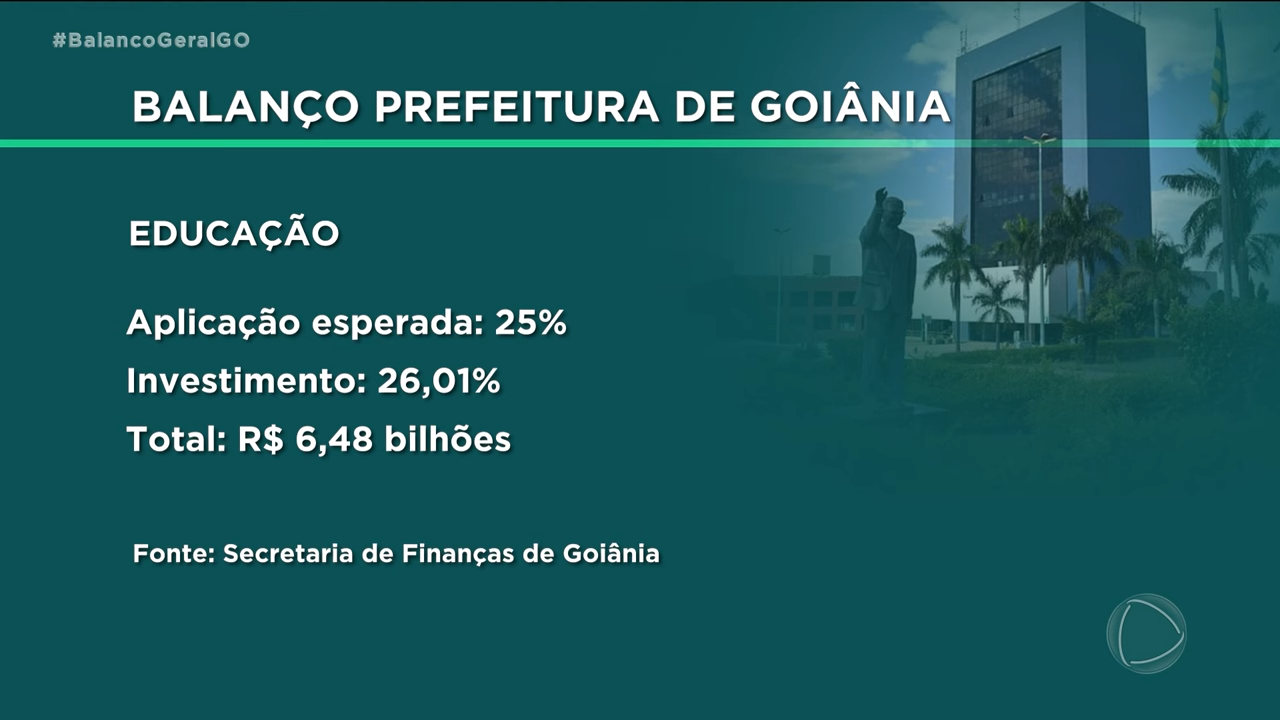 #BalancoGeralGO
BALANÇO PREFEITURA DE GOIÂNIA
EDUCAÇÃO
Aplicação esperada: 25%
Investimento: 26,01%
Total: R$ 6,48 bilhões
Fonte: Secretaria de Finanças de Goiânia